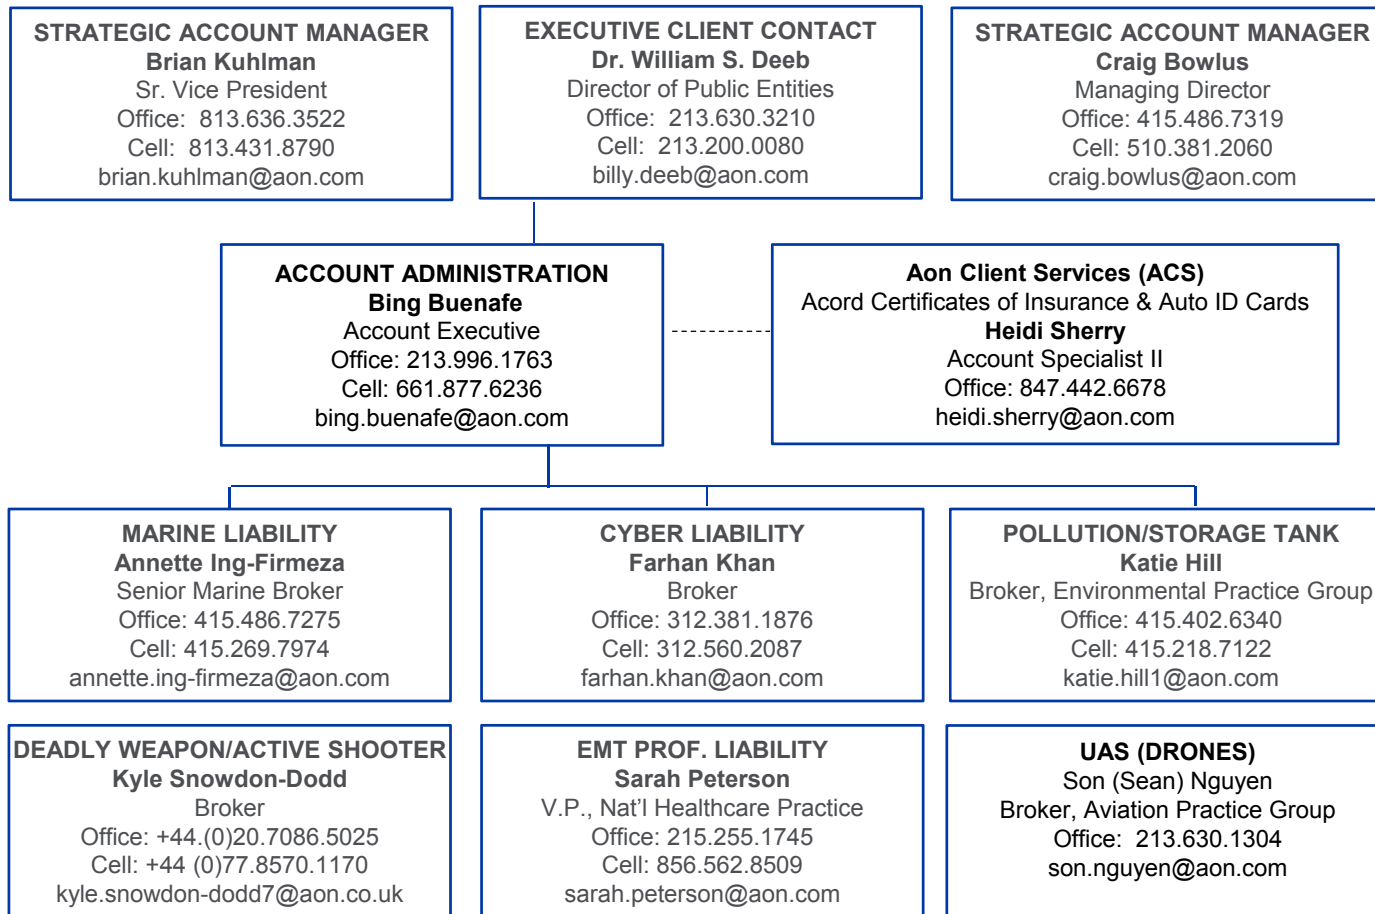 STRATEGIC ACCOUNT MANAGER
Brian Kuhlman
Sr. Vice President
Office:  813.636.3522
Cell:  813.431.8790
brian.kuhlman@aon.com
EXECUTIVE CLIENT CONTACT
Dr. William S. Deeb
Director of Public Entities
Office:  213.630.3210
Cell:  213.200.0080
billy.deeb@aon.com
STRATEGIC ACCOUNT MANAGER
Craig Bowlus
Managing Director
Office: 415.486.7319
Cell: 510.381.2060
craig.bowlus@aon.com
ACCOUNT ADMINISTRATION
Bing Buenafe
Account Executive
Office: 213.996.1763
Cell: 661.877.6236
bing.buenafe@aon.com
Aon Client Services (ACS)
Acord Certificates of Insurance & Auto ID Cards
Heidi Sherry
Account Specialist II
Office: 847.442.6678
heidi.sherry@aon.com
MARINE LIABILITY
Annette Ing-Firmeza
Senior Marine Broker
Office: 415.486.7275
Cell: 415.269.7974
annette.ing-firmeza@aon.com
CYBER LIABILITY
Farhan Khan
Broker
Office: 312.381.1876
Cell: 312.560.2087
farhan.khan@aon.com
POLLUTION/STORAGE TANK
Katie Hill
Broker, Environmental Practice Group
Office: 415.402.6340
Cell: 415.218.7122
katie.hill1@aon.com
DEADLY WEAPON/ACTIVE SHOOTER
Kyle Snowdon-Dodd
Broker
Office: +44.(0)20.7086.5025
Cell: +44 (0)77.8570.1170
kyle.snowdon-dodd7@aon.co.uk
EMT PROF. LIABILITY
Sarah Peterson
V.P., Nat'l Healthcare Practice
Office: 215.255.1745
Cell: 856.562.8509
sarah.peterson@aon.com
UAS (DRONES)
Son (Sean) Nguyen
Broker, Aviation Practice Group
Office:  213.630.1304
son.nguyen@aon.com